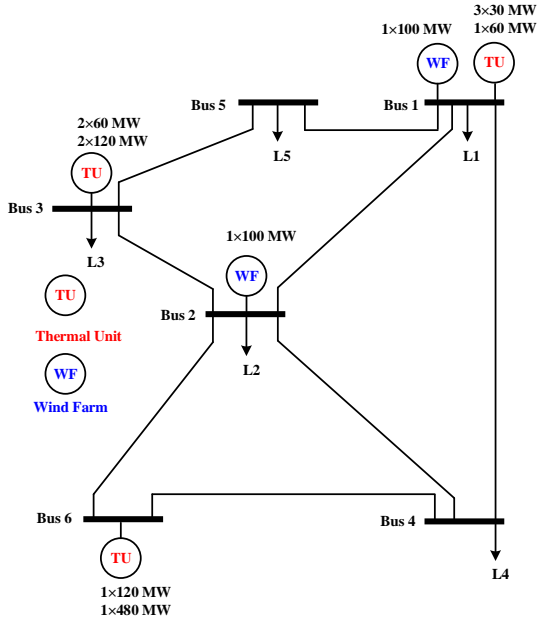 3×30 MW
1×60 MW
1×100 MW
WF
TU
Bus 5
Bus 1
L5
L1
2×60 MW
2×120 MW
TU
Bus 3
L3
1×100 MW
WF
TU
Bus 2
Thermal Unit
L2
WF
Wind Farm
Bus 6
Bus 4
TU
L4
1×120 MW
1×480 MW